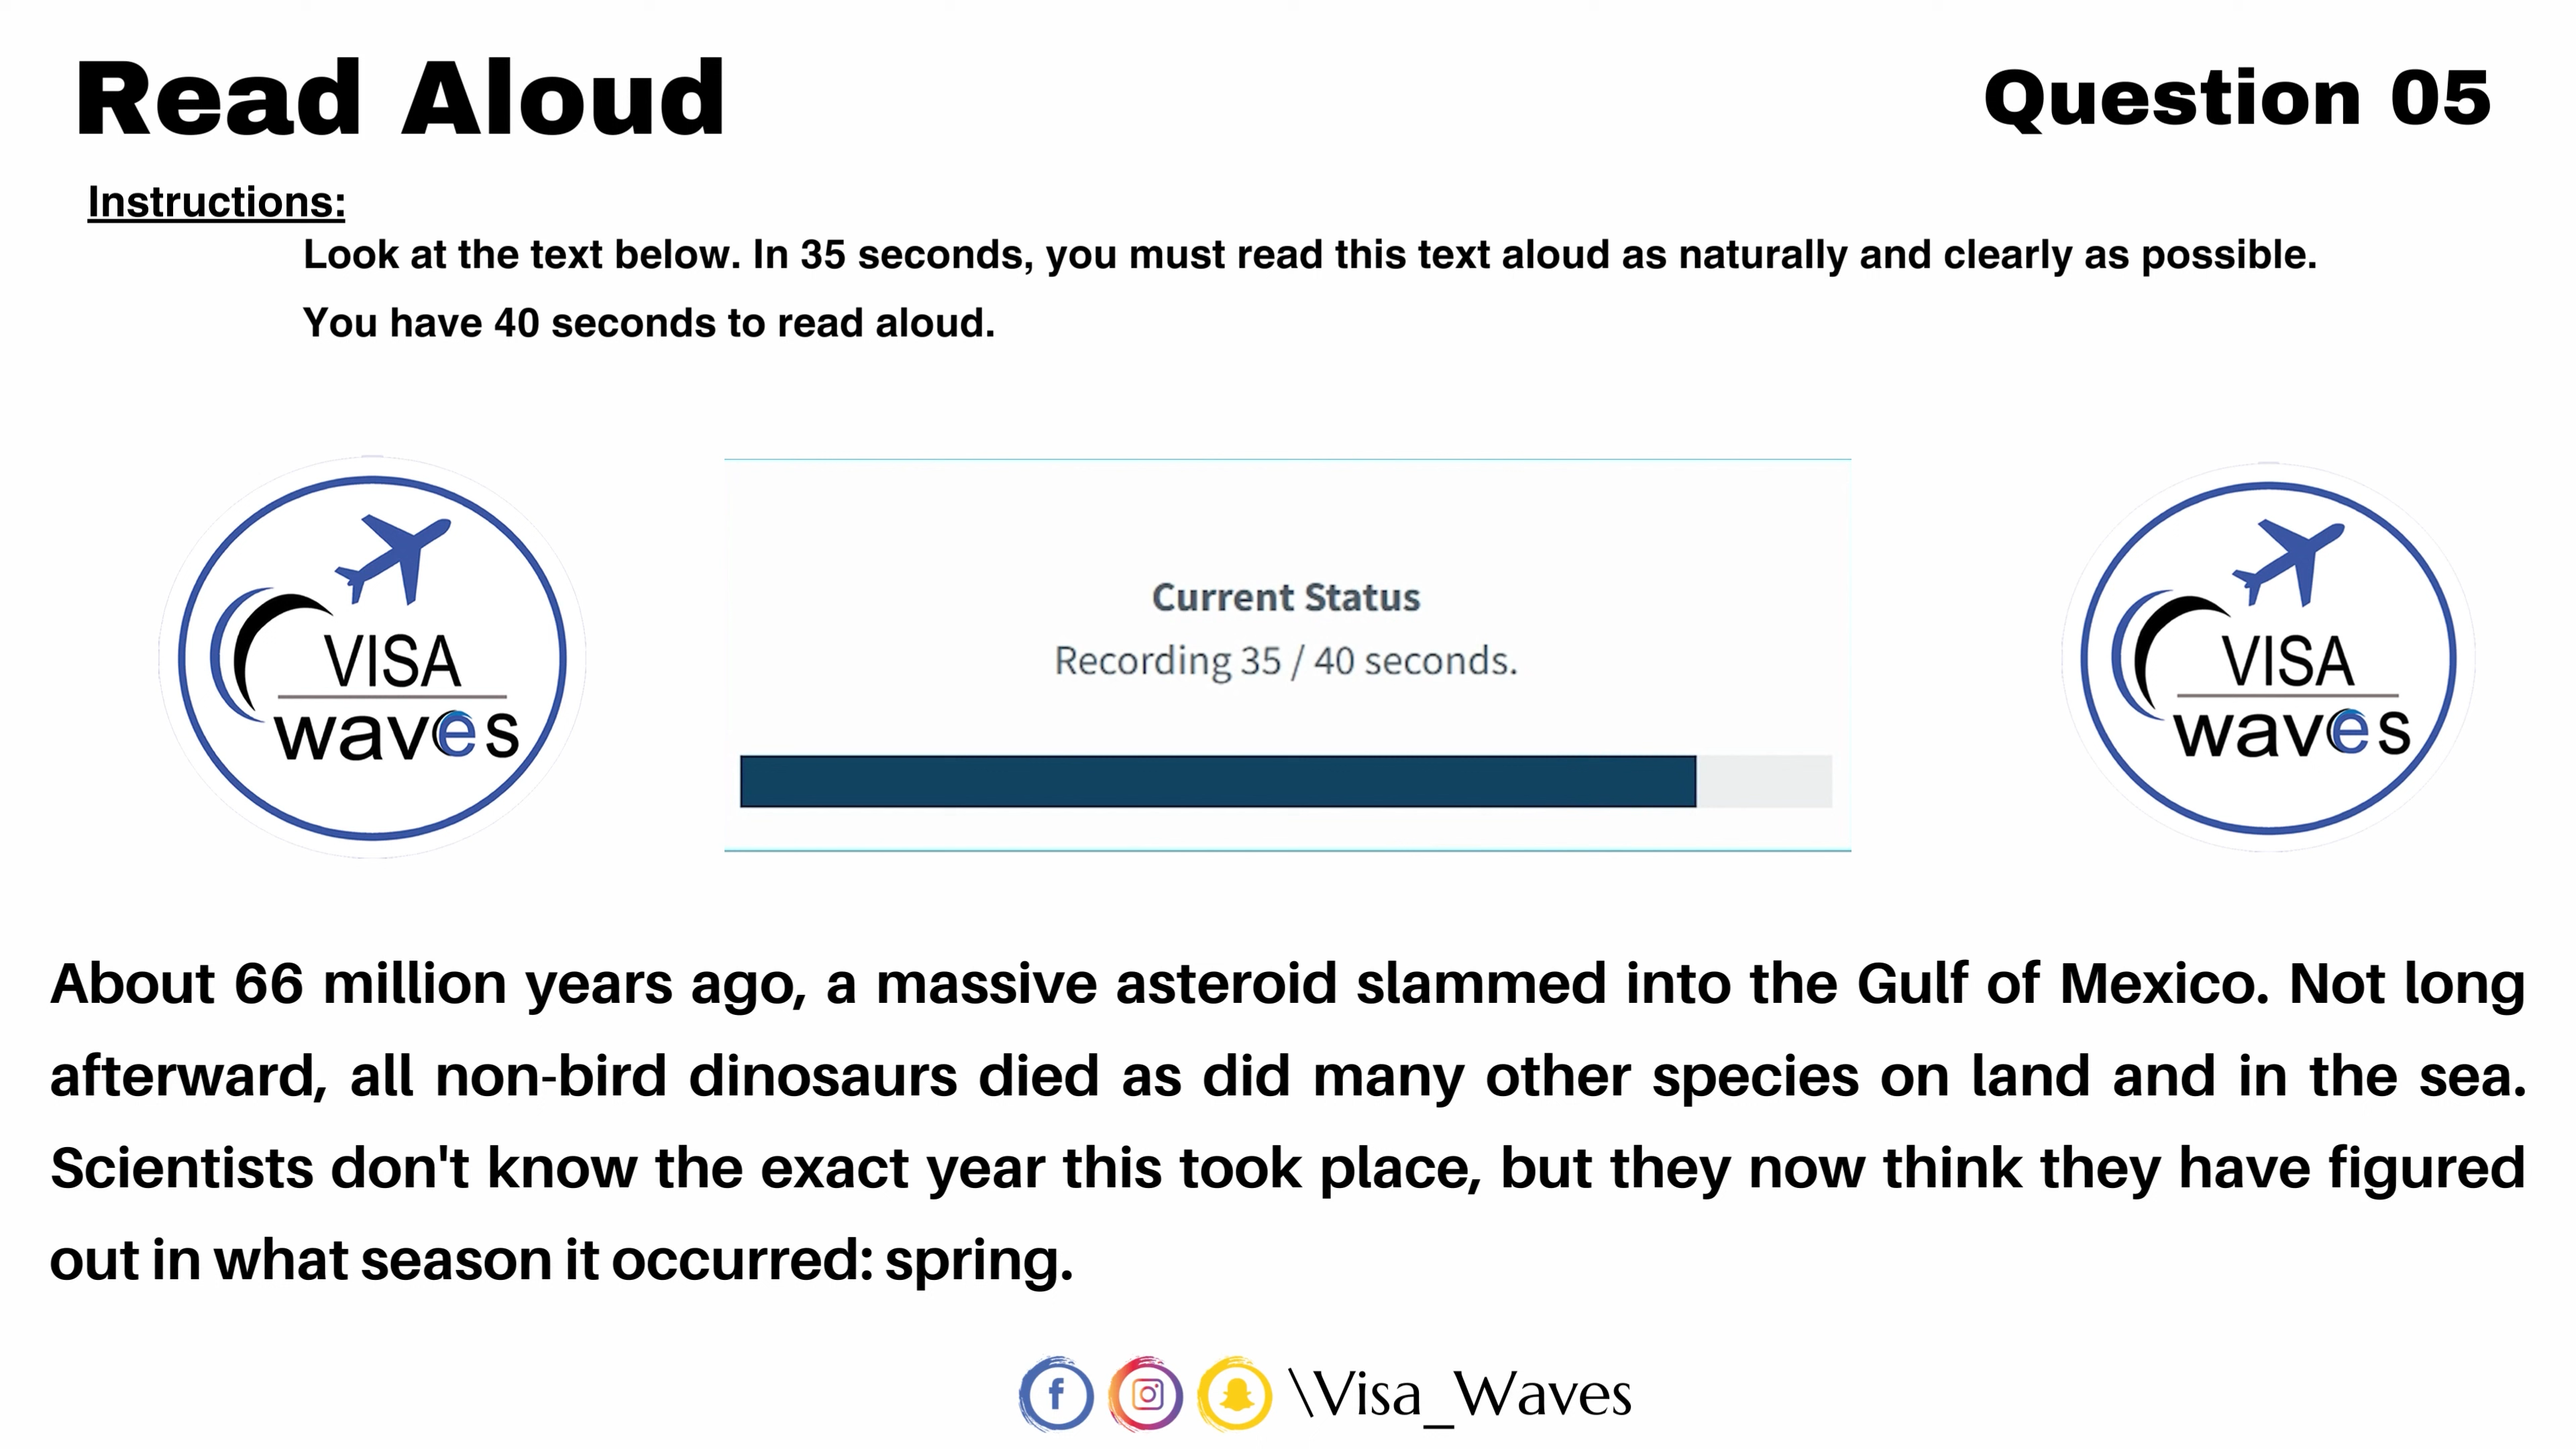 Read Aloud
Question 05
Instructions:
Look at the text below. In 35 seconds, you must read this text aloud as naturally and clearly as possible.
You have 40 seconds to read aloud.
VISA
waves
Current Status
Recording 35 / 40 seconds.
VISA
waves
About 66 million years ago, a massive asteroid slammed into the Gulf of Mexico. Not long
afterward, all non-bird dinosaurs died as did many other species on land and in the sea.
Scientists don't know the exact year this took place, but they now think they have figured
out in what season it occurred: spring.
\Visa_Waves